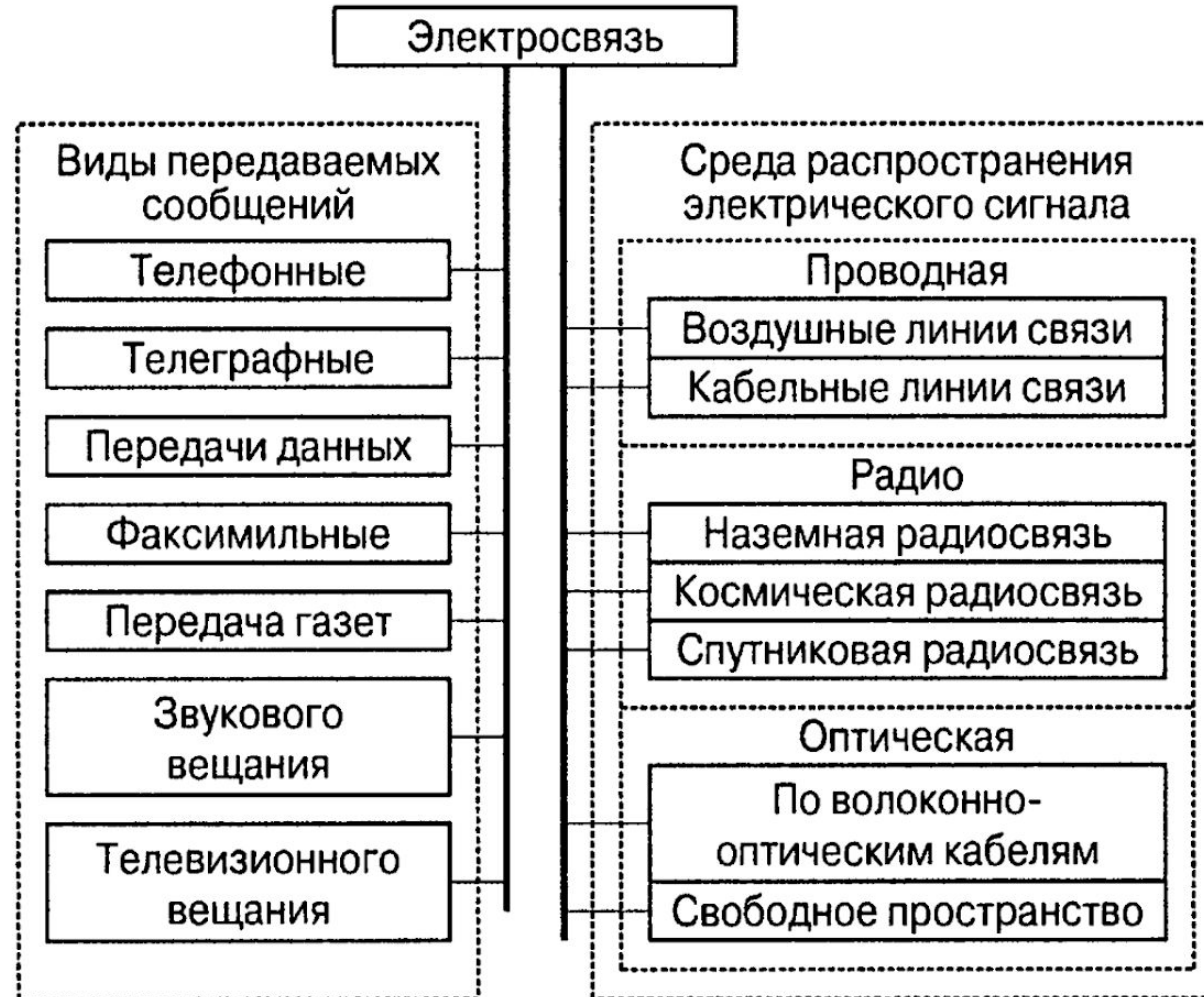 Электросвязь
Виды передаваемых
сообщений
Телефонные
Телеграфные
Передачи данных
Факсимильные
Передача газет
Звукового
вещания
Телевизионного
вещания
Среда распространения
электрического сигнала
Проводная
Воздушные линии связи
Кабельные линии связи
Радио
Наземная радиосвязь
Космическая радиосвязь
Спутниковая радиосвязь
Оптическая
По волоконно-
оптическим кабелям
Свободное пространство